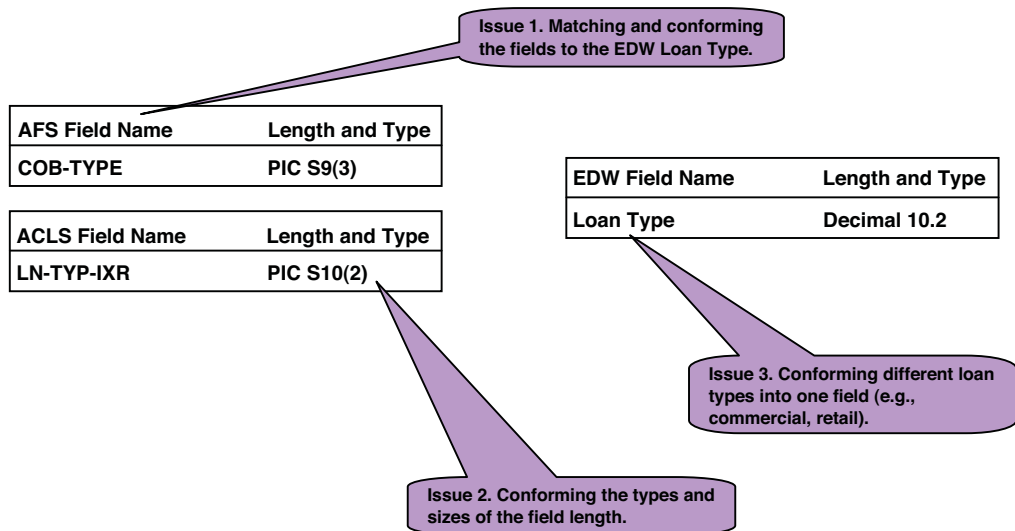 Issue 1. Matching and conforming
the fields to the EDW Loan Type.
AFS Field Name Length and Type
COB-TYPE PIC S9(3)
ACLS Field Name Length and Type
LN-TYP-IXR PIC S10(2)
EDW Field Name Length and Type
Loan Type Decimal 10.2
Issue 3. Conforming different loan
types into one field (e.g.,
commercial, retail).
Issue 2. Conforming the types and
sizes of the field length.